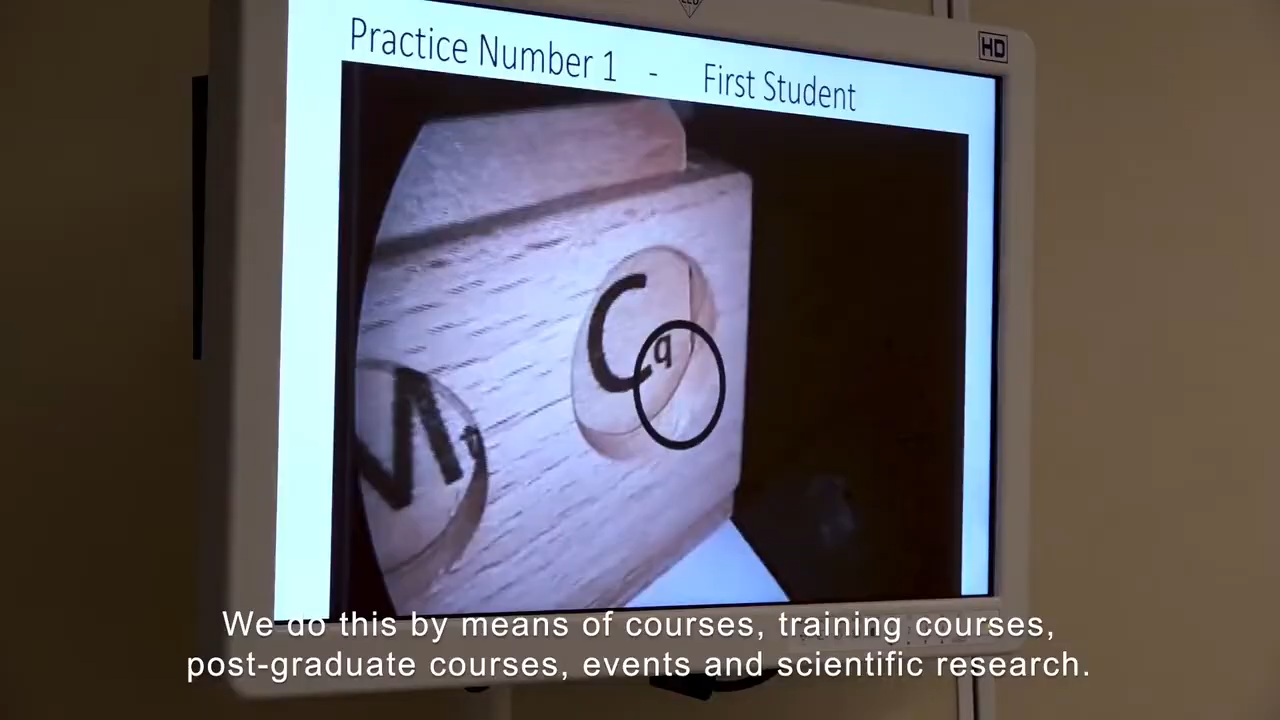 HD
Practice Number 1 - First Student
C
q
M
We do this by means of courses, training courses,
post-graduate courses, events and scientific research.